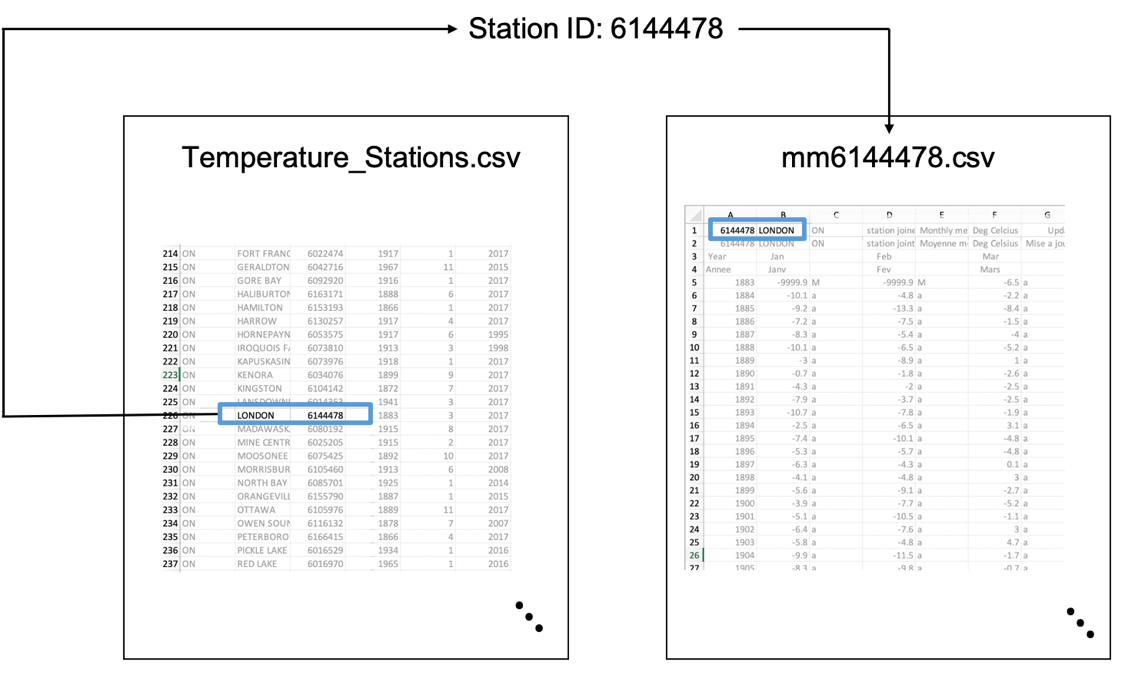 Station ID: 6144478
Temperature_Stations.csv
214 ON FORT FRANC 6022474 1917 1 2017
215 ON GERALDTON 6042716 1967 11 2015
216 ON GORE BAY 6092920 1916 1 2017
217 ON HALIBURTON 6163171 1888 6 2017
218 ON HAMILTON 6153193 1866 1 2017
219 ON HARROW 6130257 1917 4 2017
220 ON HORNEPAYN 6053575 1917 6 1995
221 ON IROQUOIS FA 6073810 1913 3 1998
222 ON KAPUSKASIN 6073976 1918 1 2017
223 ON KENORA 6034076 1899 9 2017
224 ON KINGSTON 6104142 1872 7 2017
225 ON LANSDOWN 6014353 1941 3 2017
226 ON LONDON 6144478 1883 3 2017
227 ON MADAWASK 6080192 1915 8 2017
228 ON MINE CENTR 6025205 1915 2 2017
229 ON MOOSONEE 6075425 1892 10 2017
230 ON MORRISBUR 6105460 1913 6 2008
231 ON NORTH BAY 6085701 1925 1 2014
232 ON ORANGEVILL 6155790 1887 1 2015
233 ON OTTAWA 6105976 1889 11 2017
234 ON OWEN SOUN 6116132 1878 7 2007
235 ON PETERBORO 6166415 1866 4 2017
236 ON PICKLE LAKE 6016529 1934 1 2016
237 ON RED LAKE 6016970 1965 1 2016
mm6144478.csv
A B C D E F G
1 6144478 LONDON ON station joine Monthly me Deg Celcius Upd
2 6144478 LONDON ON station joint Moyenne m Deg Celsius Mise a jou
3 Year Jan Feb Mar
4 Annee Janv Fev Mars
5 1883 -9999.9 M -9999.9 M -6.5 a
6 1884 -10.1 a -4.8 a -2.2 a
7 1885 -9.2 a -13.3 a -8.4 a
8 1886 -7.2 a -7.5 a -1.5 a
9 1887 -8.3 a -5.4 a -4 a
10 1888 -10.1 a -6.5 a -5.2 a
11 1889 -3 a -8.9 a 1 a
12 1890 -0.7 a -1.8 a -2.6 a
13 1891 -4.3 a -2 a -2.5 a
14 1892 -7.9 a -3.7 a -2.5 a
15 1893 -10.7 a -7.8 a -1.9 a
16 1894 -2.5 a -6.5 a 3.1 a
17 1895 -7.4 a -10.1 a -4.8 a
18 1896 -5.3 a -5.7 a -4.8 a
19 1897 -6.3 a -4.3 a 0.1 a
20 1898 -4.1 a -4.8 a 3 a
21 1899 -5.6 a -9.1 a -2.7 a
22 1900 -3.9 a -7.7 a -5.2 a
23 1901 -5.1 a -10.5 a -1.1 a
24 1902 -6.4 a -7.6 a 3 a
25 1903 -5.8 a -4.8 a 4.7 a
26 1904 -9.9 a -11.5 a -1.7 a
27 1905 -8.3 a -9.8 a -0.7 a